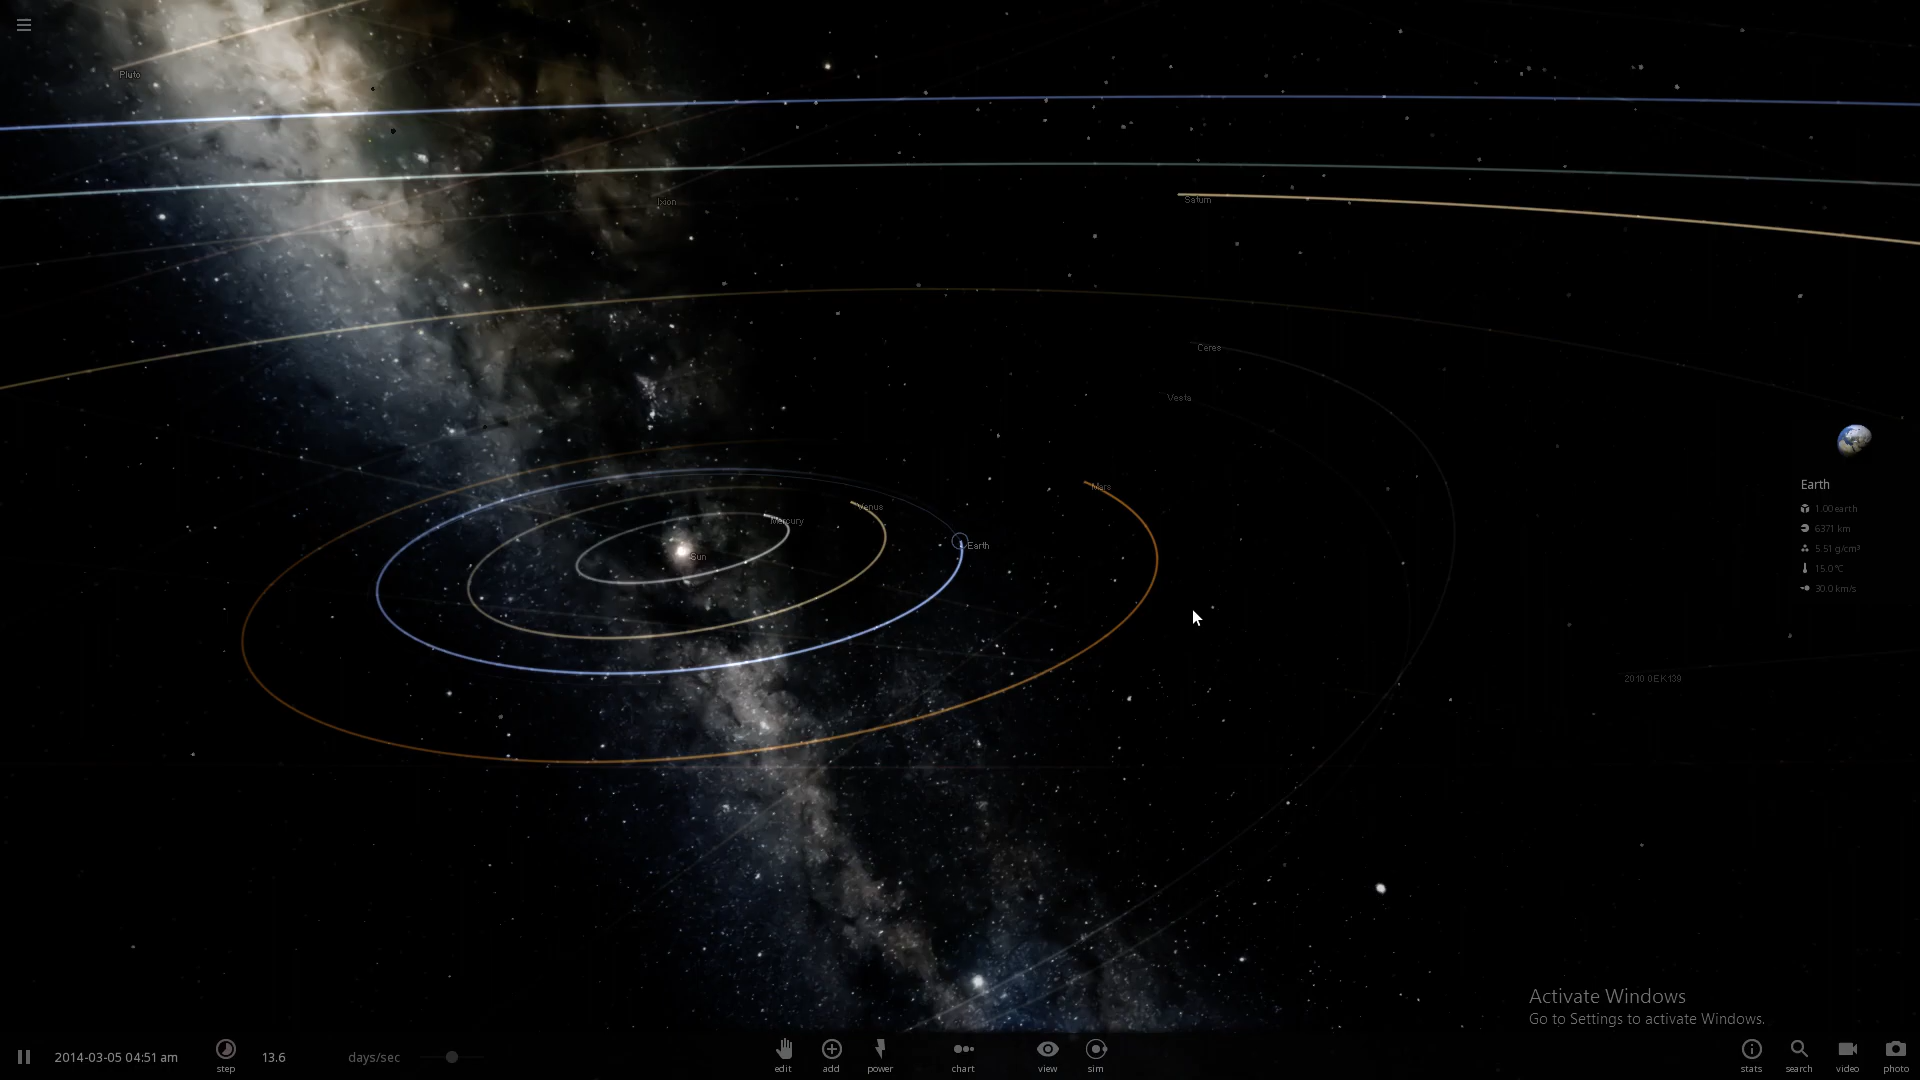 Pluto
Ixion
Saturn
Ceres
Vesta
Mars
Venus
Mercury
Sun
Earth
Earth
1.00 earth
6371 km
5.51 g/cm³
15.0 °C
30.0 km/s
2010 0EK139
Activate Windows
Go to Settings to activate Windows.
2014-03-05 04:51 am
step
13.6
days/sec
edit
add
power
chart
view
sim
stats
search
video
photo